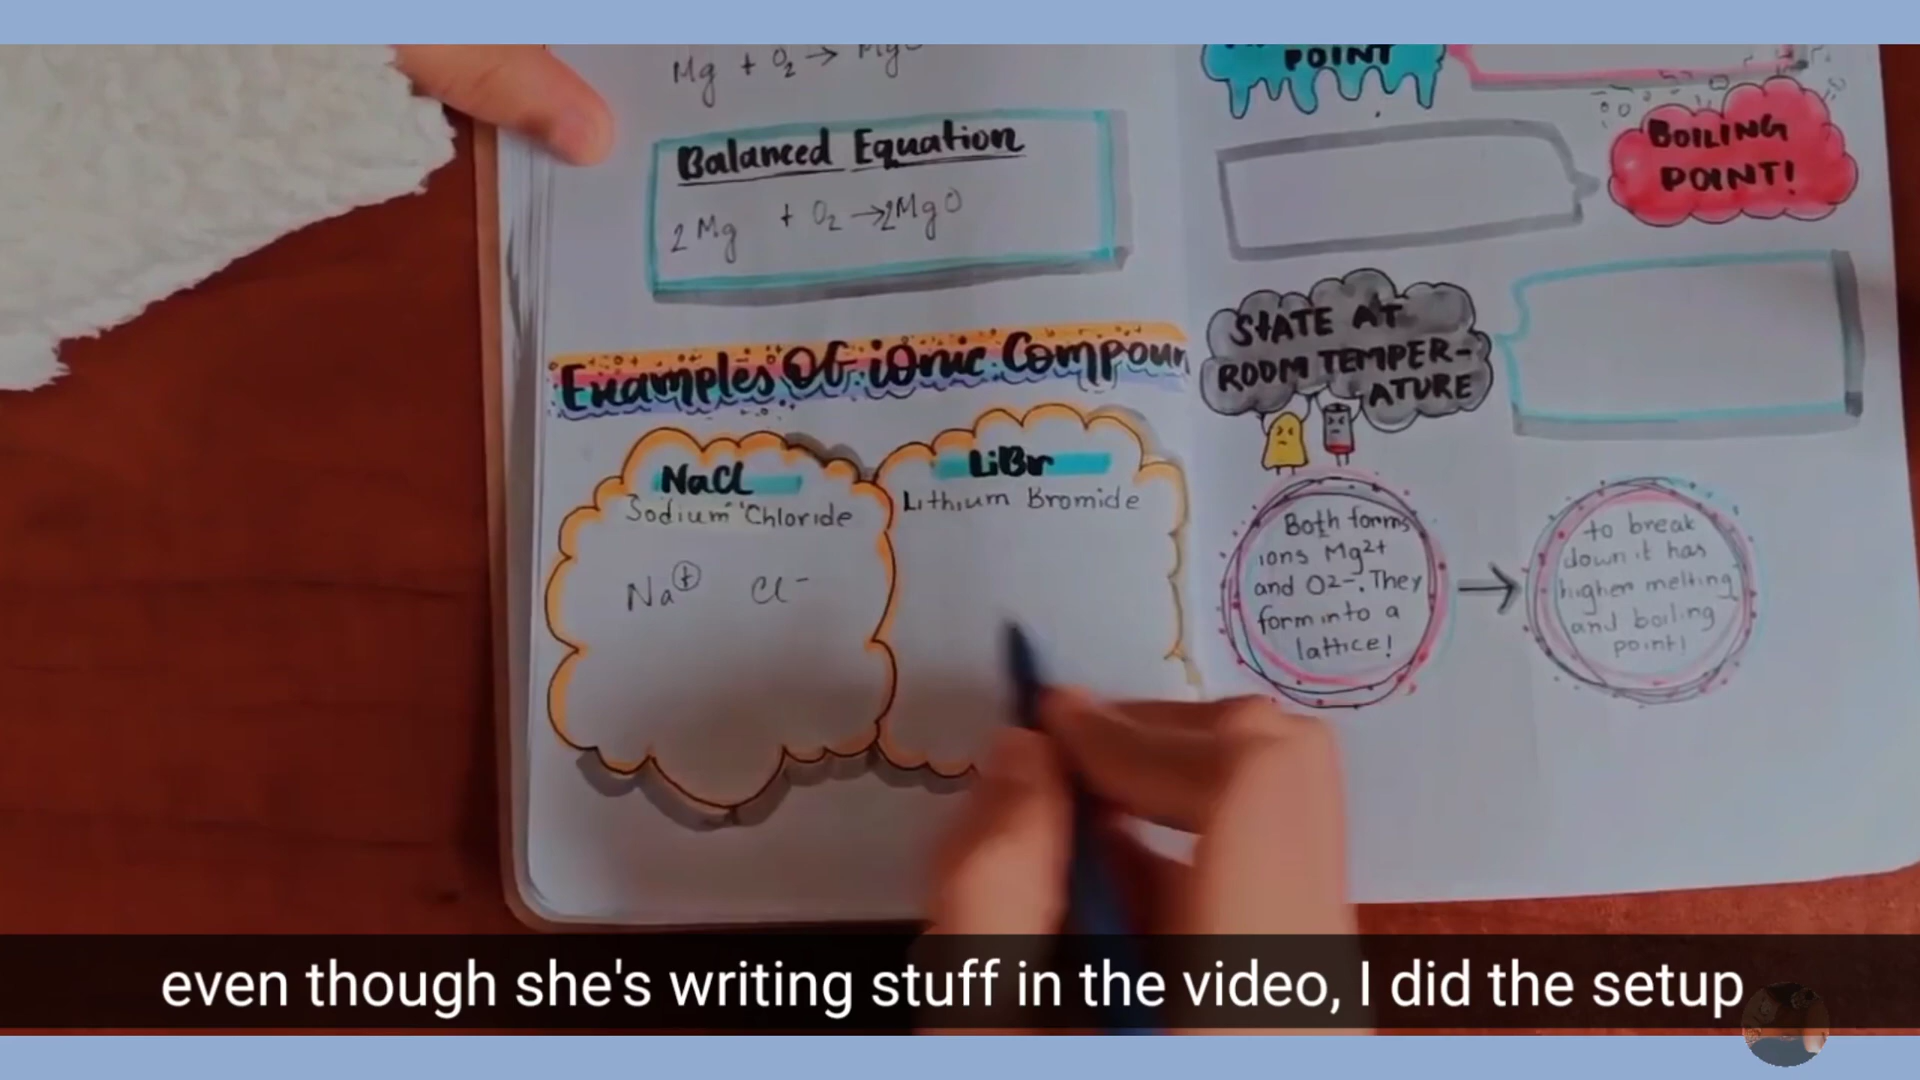 Mg + O₂ → MgO
Balanced Equation
2 Mg + O₂ → 2MgO
Examples Of ionic Compoun
NaCl
Sodium Chloride
Na⊕ Cl⁻
LiBr
Lithium Bromide
POINT
BOILING
POINT!
STATE AT
ROOM TEMPER-
ATURE
Both forms
ions Mg2+
and O2-. They
form into a
lattice!
to break
down it has
higher melting
and boiling
point!
even though she's writing stuff in the video, I did the setup